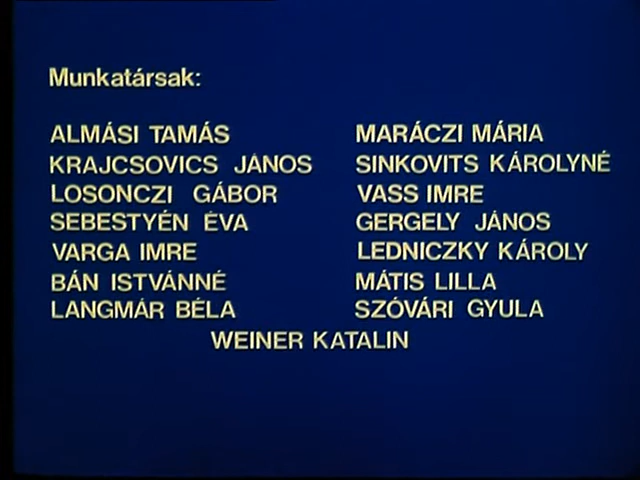 Munkatársak:
ALMÁSI TAMÁS
KRAJCSOVICS JÁNOS
LOSONCZI GÁBOR
SEBESTYÉN ÉVA
VARGA IMRE
BÁN ISTVÁNNÉ
LANGMÁR BÉLA
MARÁCZI MÁRIA
SINKOVITS KÁROLYNÉ
VASS IMRE
GERGELY JÁNOS
LEDNICZKY KÁROLY
MÁTIS LILLA
SZÓVÁRI GYULA
WEINER KATALIN